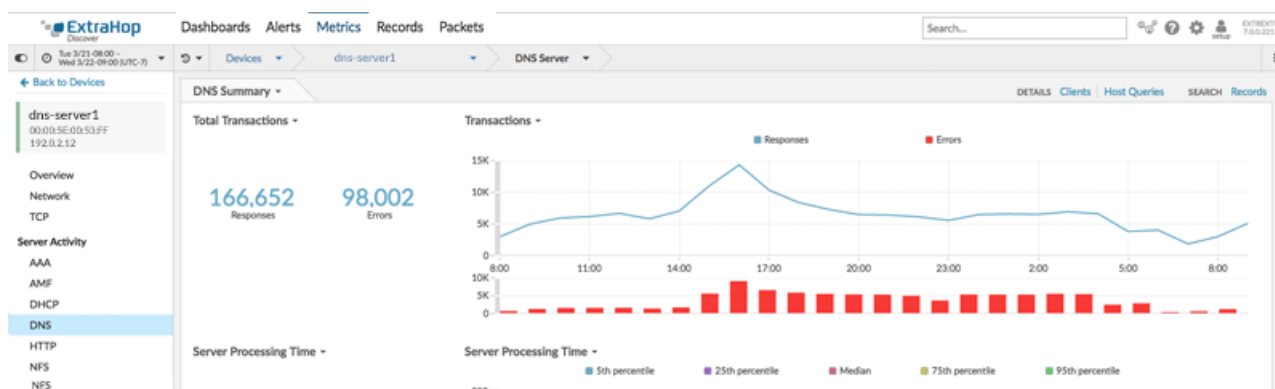 ExtraHop
Discover
Dashboards Alerts Metrics Records Packets
Search...
setup
Tue 3/21-08:00 -
Wed 3/22-09:00 (UTC-7)
Devices
dns-server1
DNS Server
Back to Devices
dns-server1
00:00:5E:00:53:FF
192.0.2.12
Overview
Network
TCP
Server Activity
AAA
AMF
DHCP
DNS
HTTP
NFS
NFS
DNS Summary
DETAILS Clients Host Queries SEARCH Records
Total Transactions
166,652
Responses
98,002
Errors
Transactions
Responses Errors
15K
10K
5K
0
8:00 11:00 14:00 17:00 20:00 23:00 2:00 5:00 8:00
10K
5K
0
Server Processing Time
Server Processing Time
5th percentile 25th percentile Median 75th percentile 95th percentile